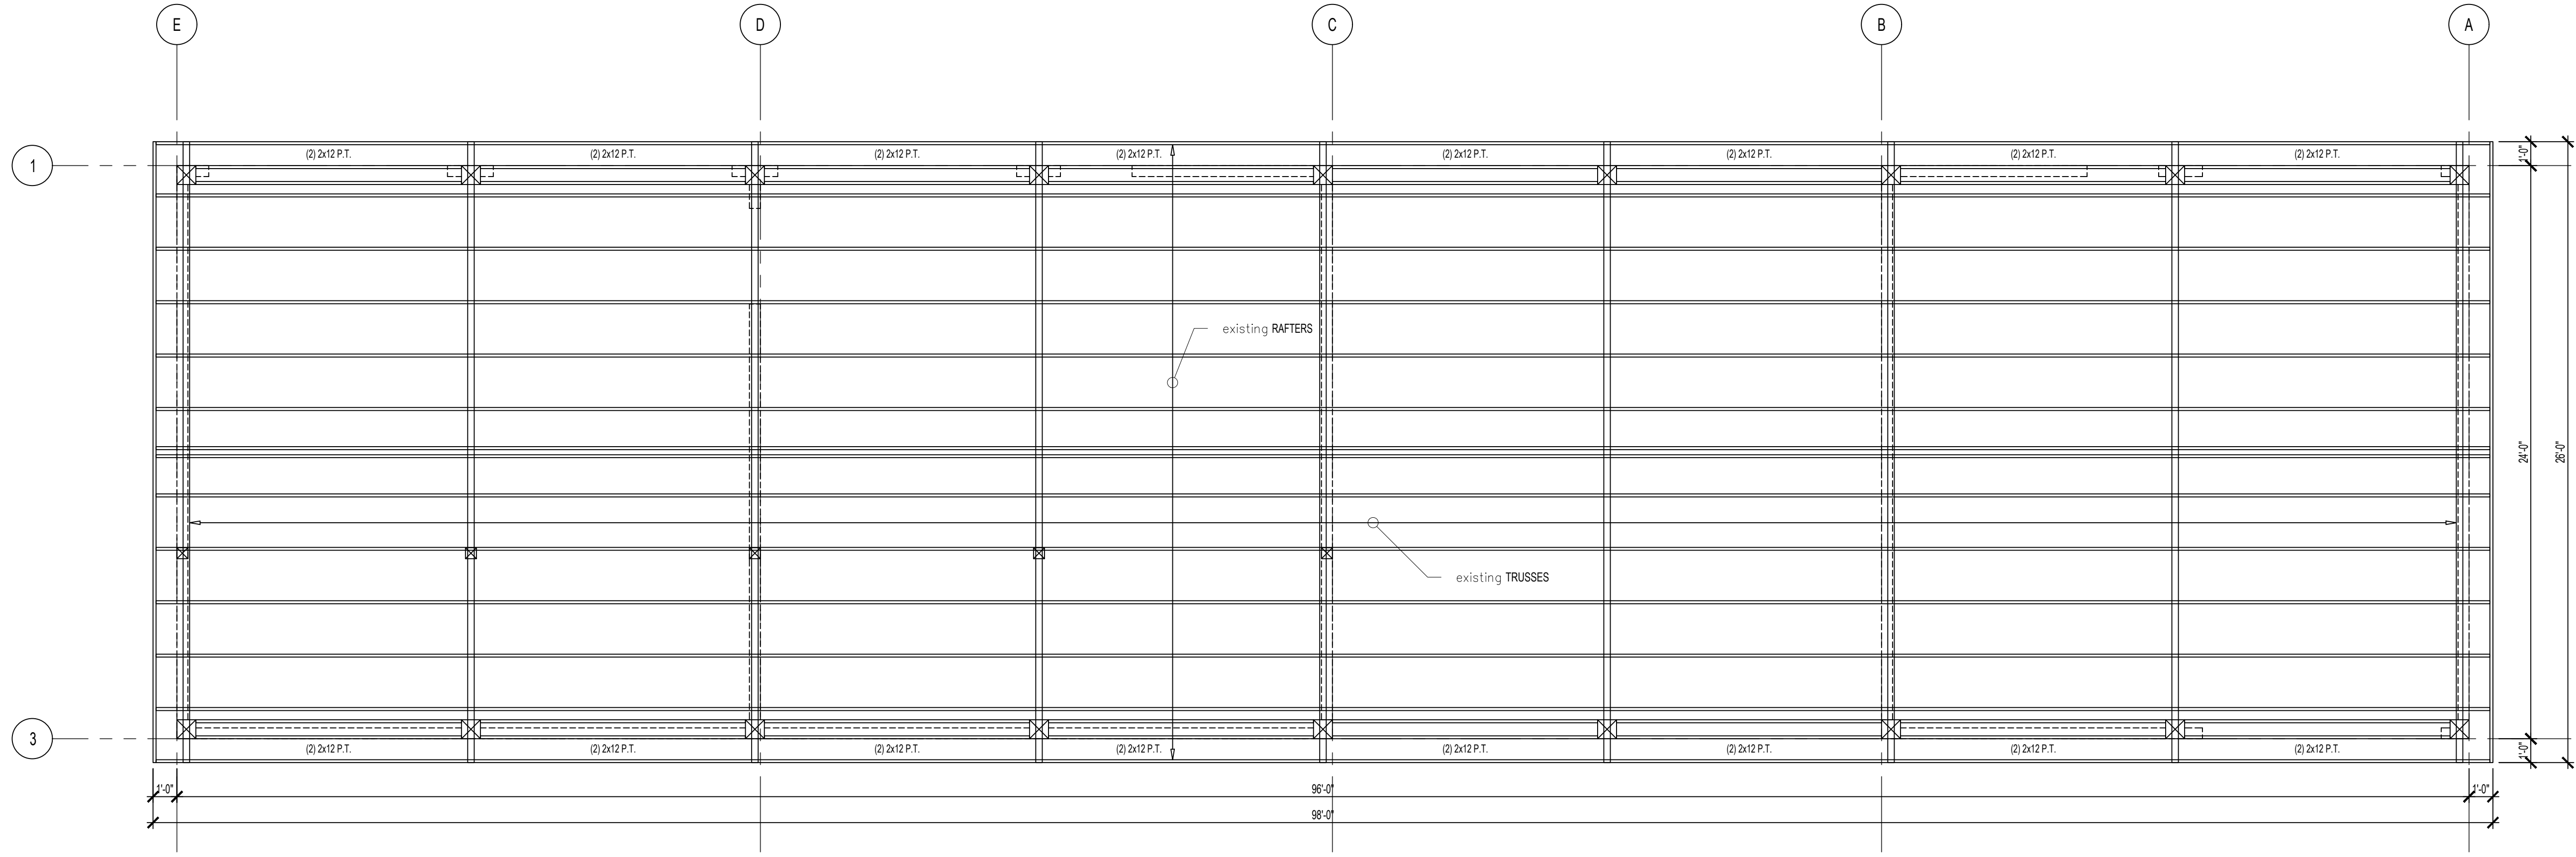 E
D
C
B
A
1
(2) 2x12 P.T.
(2) 2x12 P.T.
(2) 2x12 P.T.
(2) 2x12 P.T.
(2) 2x12 P.T.
(2) 2x12 P.T.
(2) 2x12 P.T.
(2) 2x12 P.T.
1'-0"
existing RAFTERS
24'-0"
26'-0"
existing TRUSSES
3
(2) 2x12 P.T.
(2) 2x12 P.T.
(2) 2x12 P.T.
(2) 2x12 P.T.
(2) 2x12 P.T.
(2) 2x12 P.T.
(2) 2x12 P.T.
(2) 2x12 P.T.
1'-0"
1'-0"
96'-0"
1'-0"
98'-0"